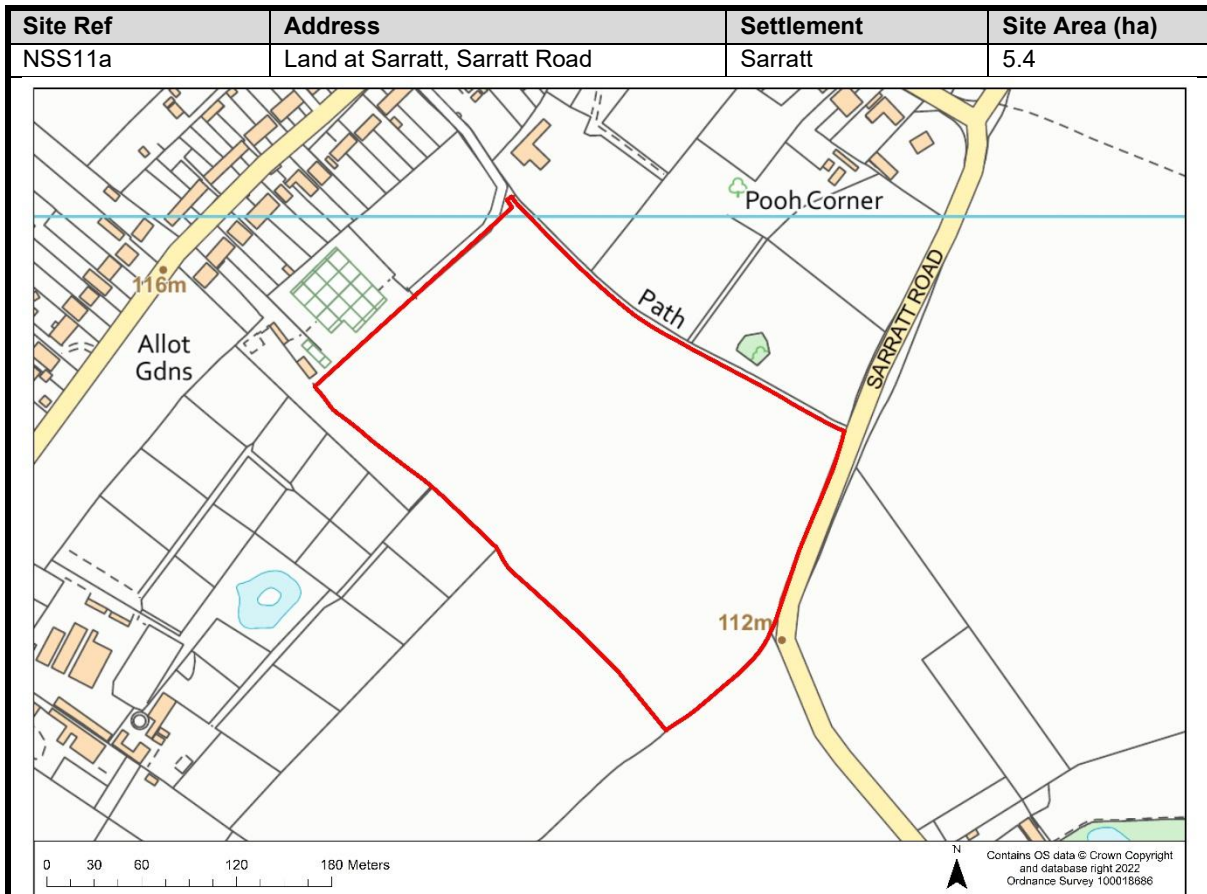 Site Ref Address Settlement Site Area (ha)
NSS11a Land at Sarratt, Sarratt Road Sarratt 5.4
Pooh Corner
116m
Path
SARRATT ROAD
Allot
Gdns
112m
0 30 60 120 180 Meters
N
Contains OS data © Crown Copyright
and database right 2022
Ordnance Survey 100018686